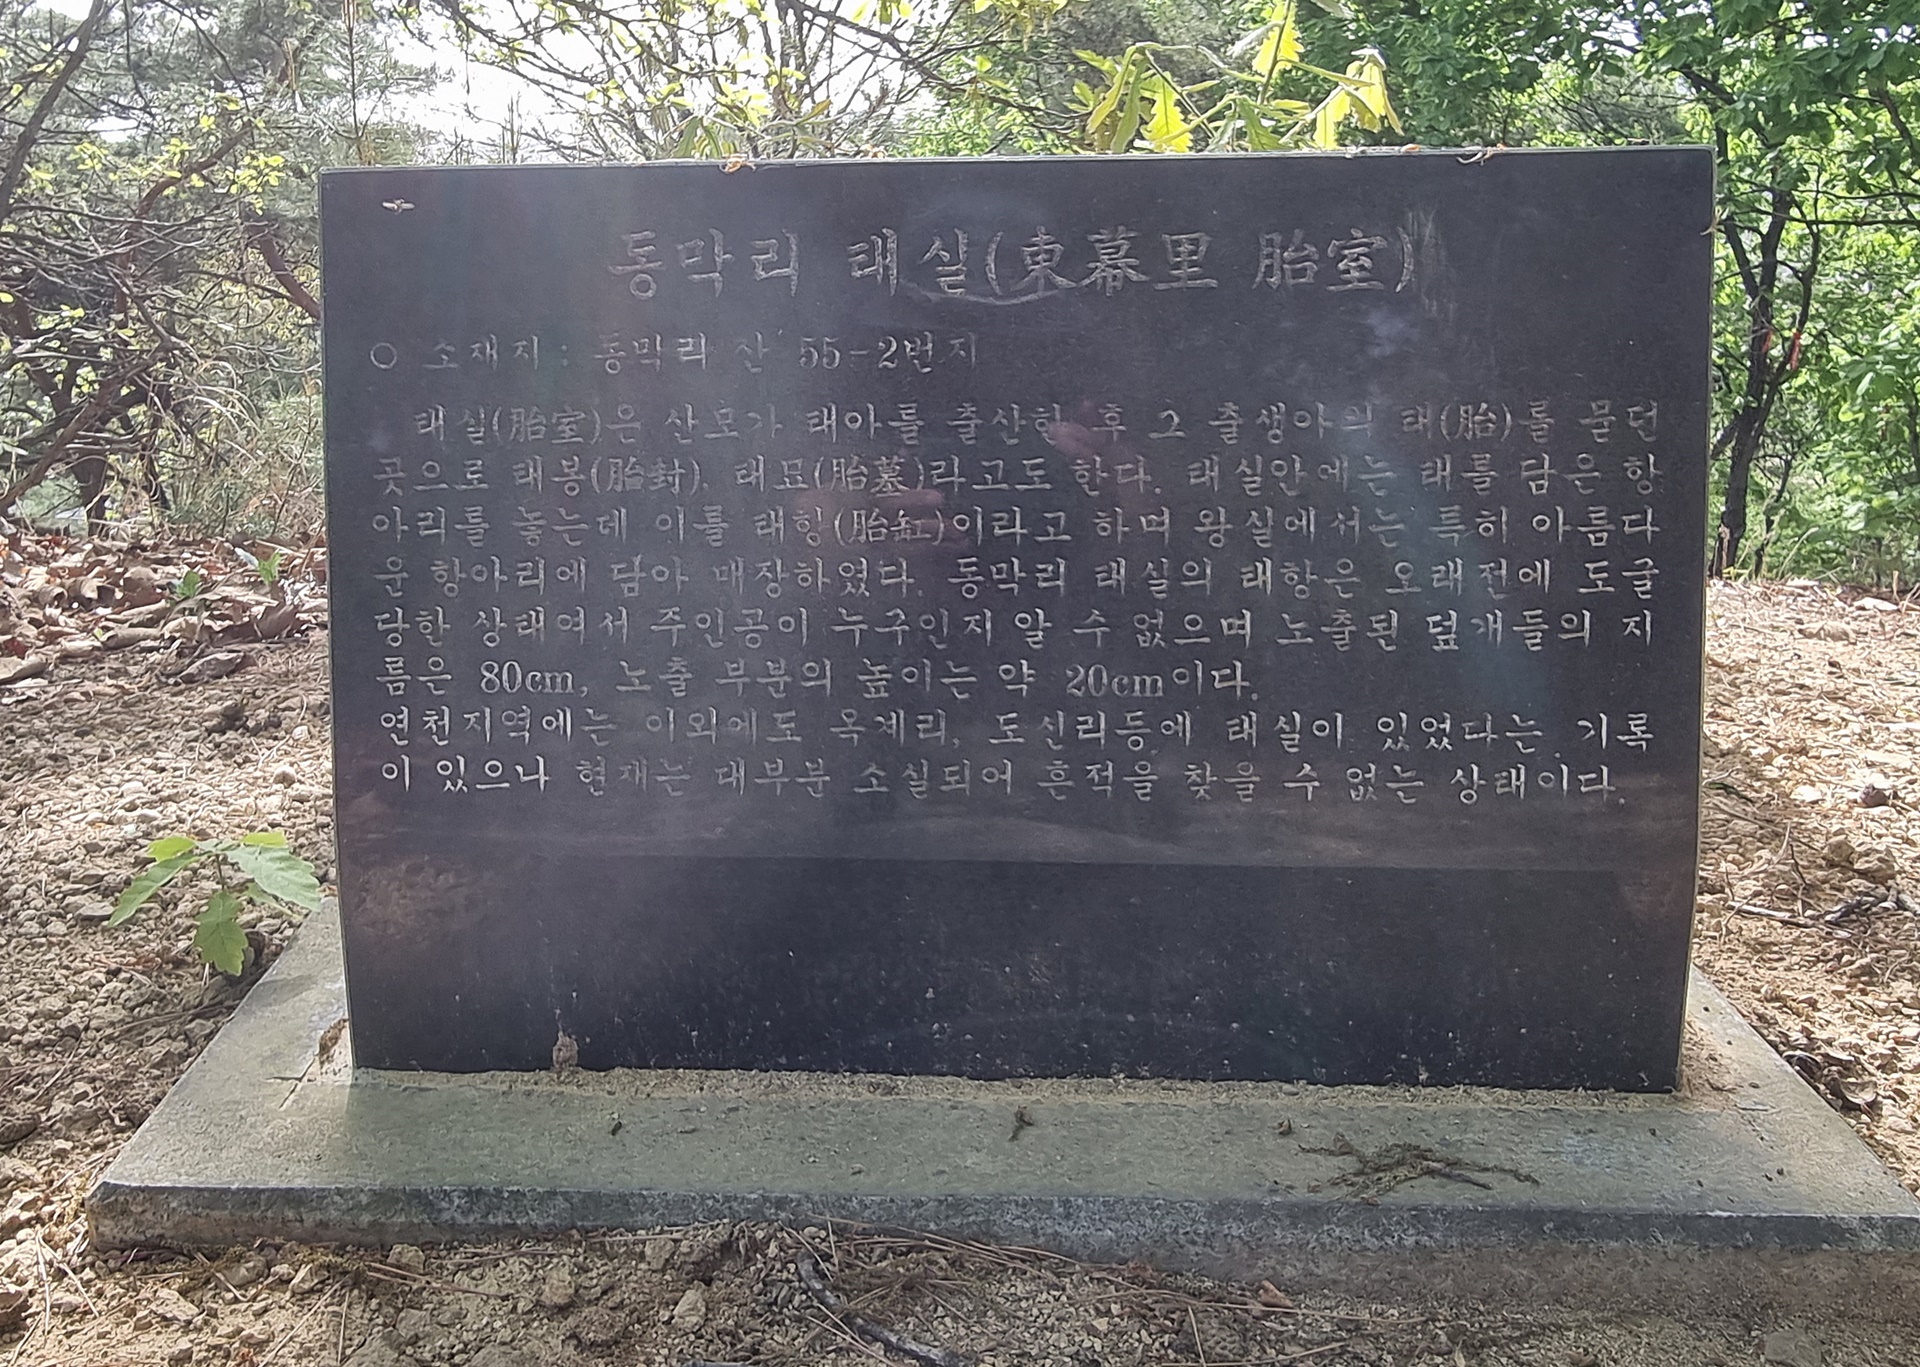 동막리 태실(東幕里 胎室)
○ 소재지 : 동막리 산 55-2번지
태실(胎室)은 산모가 태아를 출산한 후 그 출생아의 태(胎)를 묻던
곳으로 태봉(胎封), 태묘(胎墓)라고도 한다. 태실안에는 태를 담은 항
아리를 놓는데 이를 태항(胎缸)이라고 하며 왕실에서는 특히 아름다
운 항아리에 담아 매장하였다. 동막리 태실의 태항은 오래전에 도굴
당한 상태여서 주인공이 누구인지 알 수 없으며 노출된 덮개들의 지
름은 80cm, 노출 부분의 높이는 약 20cm이다.
연천지역에는 이외에도 옥계리, 도신리등에 태실이 있었다는 기록
이 있으나 현재는 대부분 소실되어 흔적을 찾을 수 없는 상태이다.